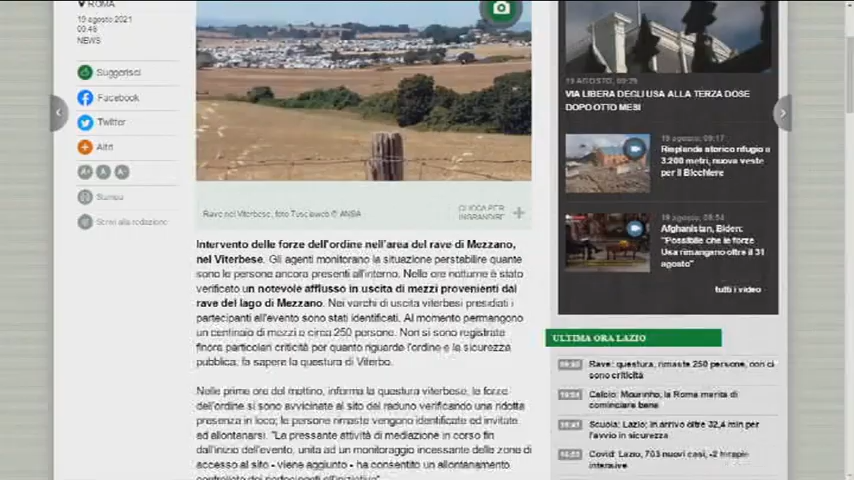 ROMA
19 agosto 2021
09:46
NEWS
Suggerisci
Facebook
Twitter
Altri
A A A
Stampa
Scrivi alla redazione
Rave nel Viterbese, foto Tusciaweb © ANSA
CLICCA PER
INGRANDIRE
Intervento delle forze dell'ordine nell'area del rave di Mezzano,
nel Viterbese. Gli agenti monitorano la situazione perstabilire quante
sono le persone ancora presenti all'interno. Nelle ore notturne è stato
verificato un notevole afflusso in uscita di mezzi provenienti dal
rave del lago di Mezzano. Nei varchi di uscita viterbesi presidiati i
partecipanti all'evento sono stati identificati. Al momento permangono
un centinaio di mezzi e circa 250 persone. Non si sono registrate
finora particolari criticità per quanto riguarda l'ordine e la sicurezza
pubblica, fa sapere la questura di Viterbo.
Nelle prime ore del mattino, informa la questura viterbese, le forze
dell'ordine si sono avvicinate al sito del raduno verificando una ridotta
presenza in loco; le persone rimaste vengono identificate ed invitate
ad allontanarsi. "La pressante attività di mediazione in corso fin
dall'inizio dell'evento, unita ad un monitoraggio incessante delle zone di
accesso al sito - viene aggiunto - ha consentito un allontanamento
controllato dei partecipanti all'iniziativa".
19 AGOSTO, 09:29
VIA LIBERA DEGLI USA ALLA TERZA DOSE
DOPO OTTO MESI
19 agosto, 09:17
Risplende storico rifugio a
3.200 metri, nuova veste
per il Bicchiere
19 agosto, 08:54
Afghanistan, Biden:
"Possibile che le forze
Usa rimangano oltre il 31
agosto"
tutti i video
ULTIMA ORA LAZIO
Rave: questura, rimaste 250 persone, non ci
sono criticità
Calcio: Mourinho, la Roma merita di
cominciare bene
Scuola: Lazio; in arrivo oltre 32,4 mln per
l'avvio in sicurezza
Covid: Lazio, 703 nuovi casi, -2 terapie
intensive